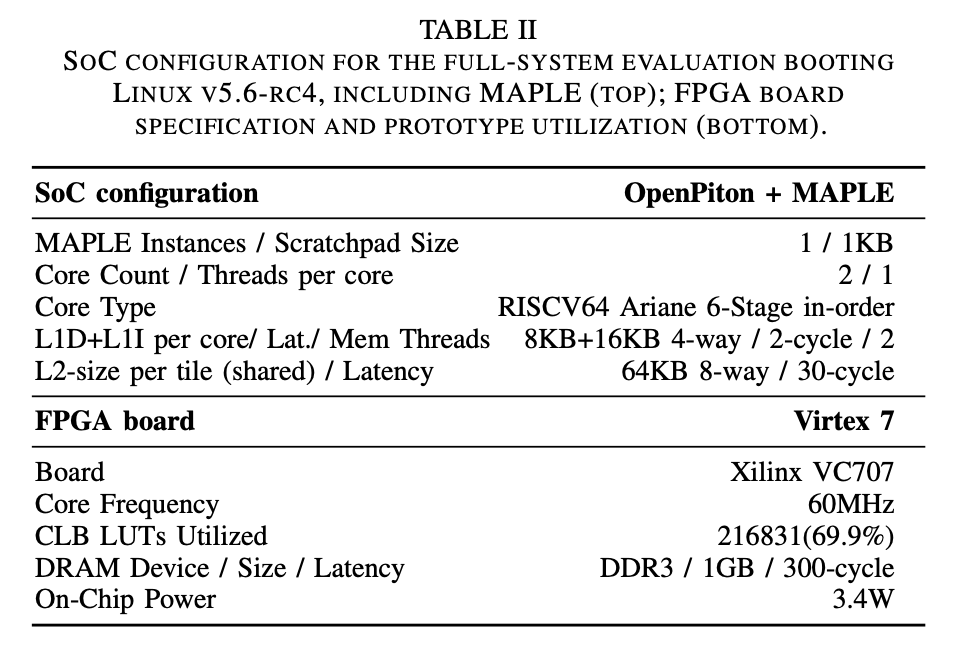 TABLE II
SOC CONFIGURATION FOR THE FULL-SYSTEM EVALUATION BOOTING
LINUX V5.6-RC4, INCLUDING MAPLE (TOP); FPGA BOARD
SPECIFICATION AND PROTOTYPE UTILIZATION (BOTTOM).
SoC configuration OpenPiton + MAPLE
MAPLE Instances / Scratchpad Size 1 / 1KB
Core Count / Threads per core 2 / 1
Core Type RISCV64 Ariane 6-Stage in-order
L1D+L1I per core/ Lat./ Mem Threads 8KB+16KB 4-way / 2-cycle / 2
L2-size per tile (shared) / Latency 64KB 8-way / 30-cycle
FPGA board Virtex 7
Board Xilinx VC707
Core Frequency 60MHz
CLB LUTs Utilized 216831(69.9%)
DRAM Device / Size / Latency DDR3 / 1GB / 300-cycle
On-Chip Power 3.4W